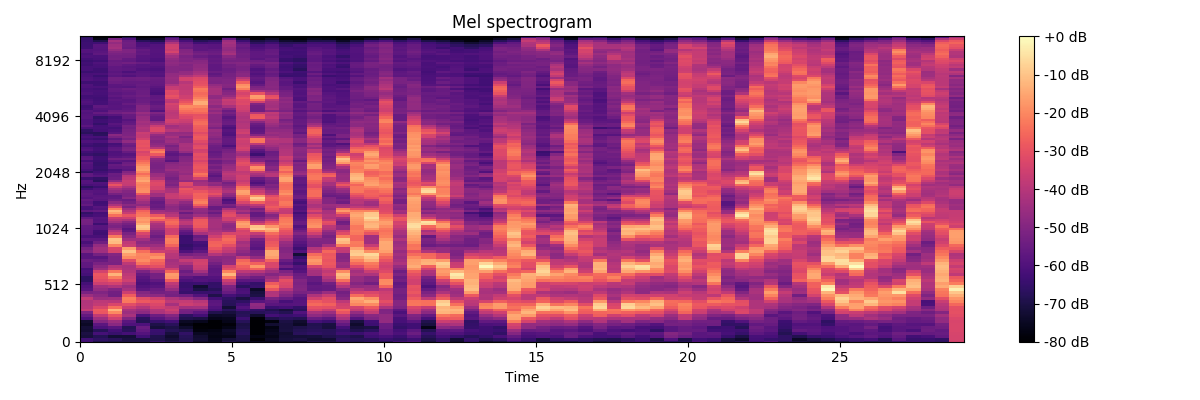 Mel spectrogram
8192
4096
2048
1024
512
0
Hz
0 5 10 15 20 25
Time
+0 dB
-10 dB
-20 dB
-30 dB
-40 dB
-50 dB
-60 dB
-70 dB
-80 dB